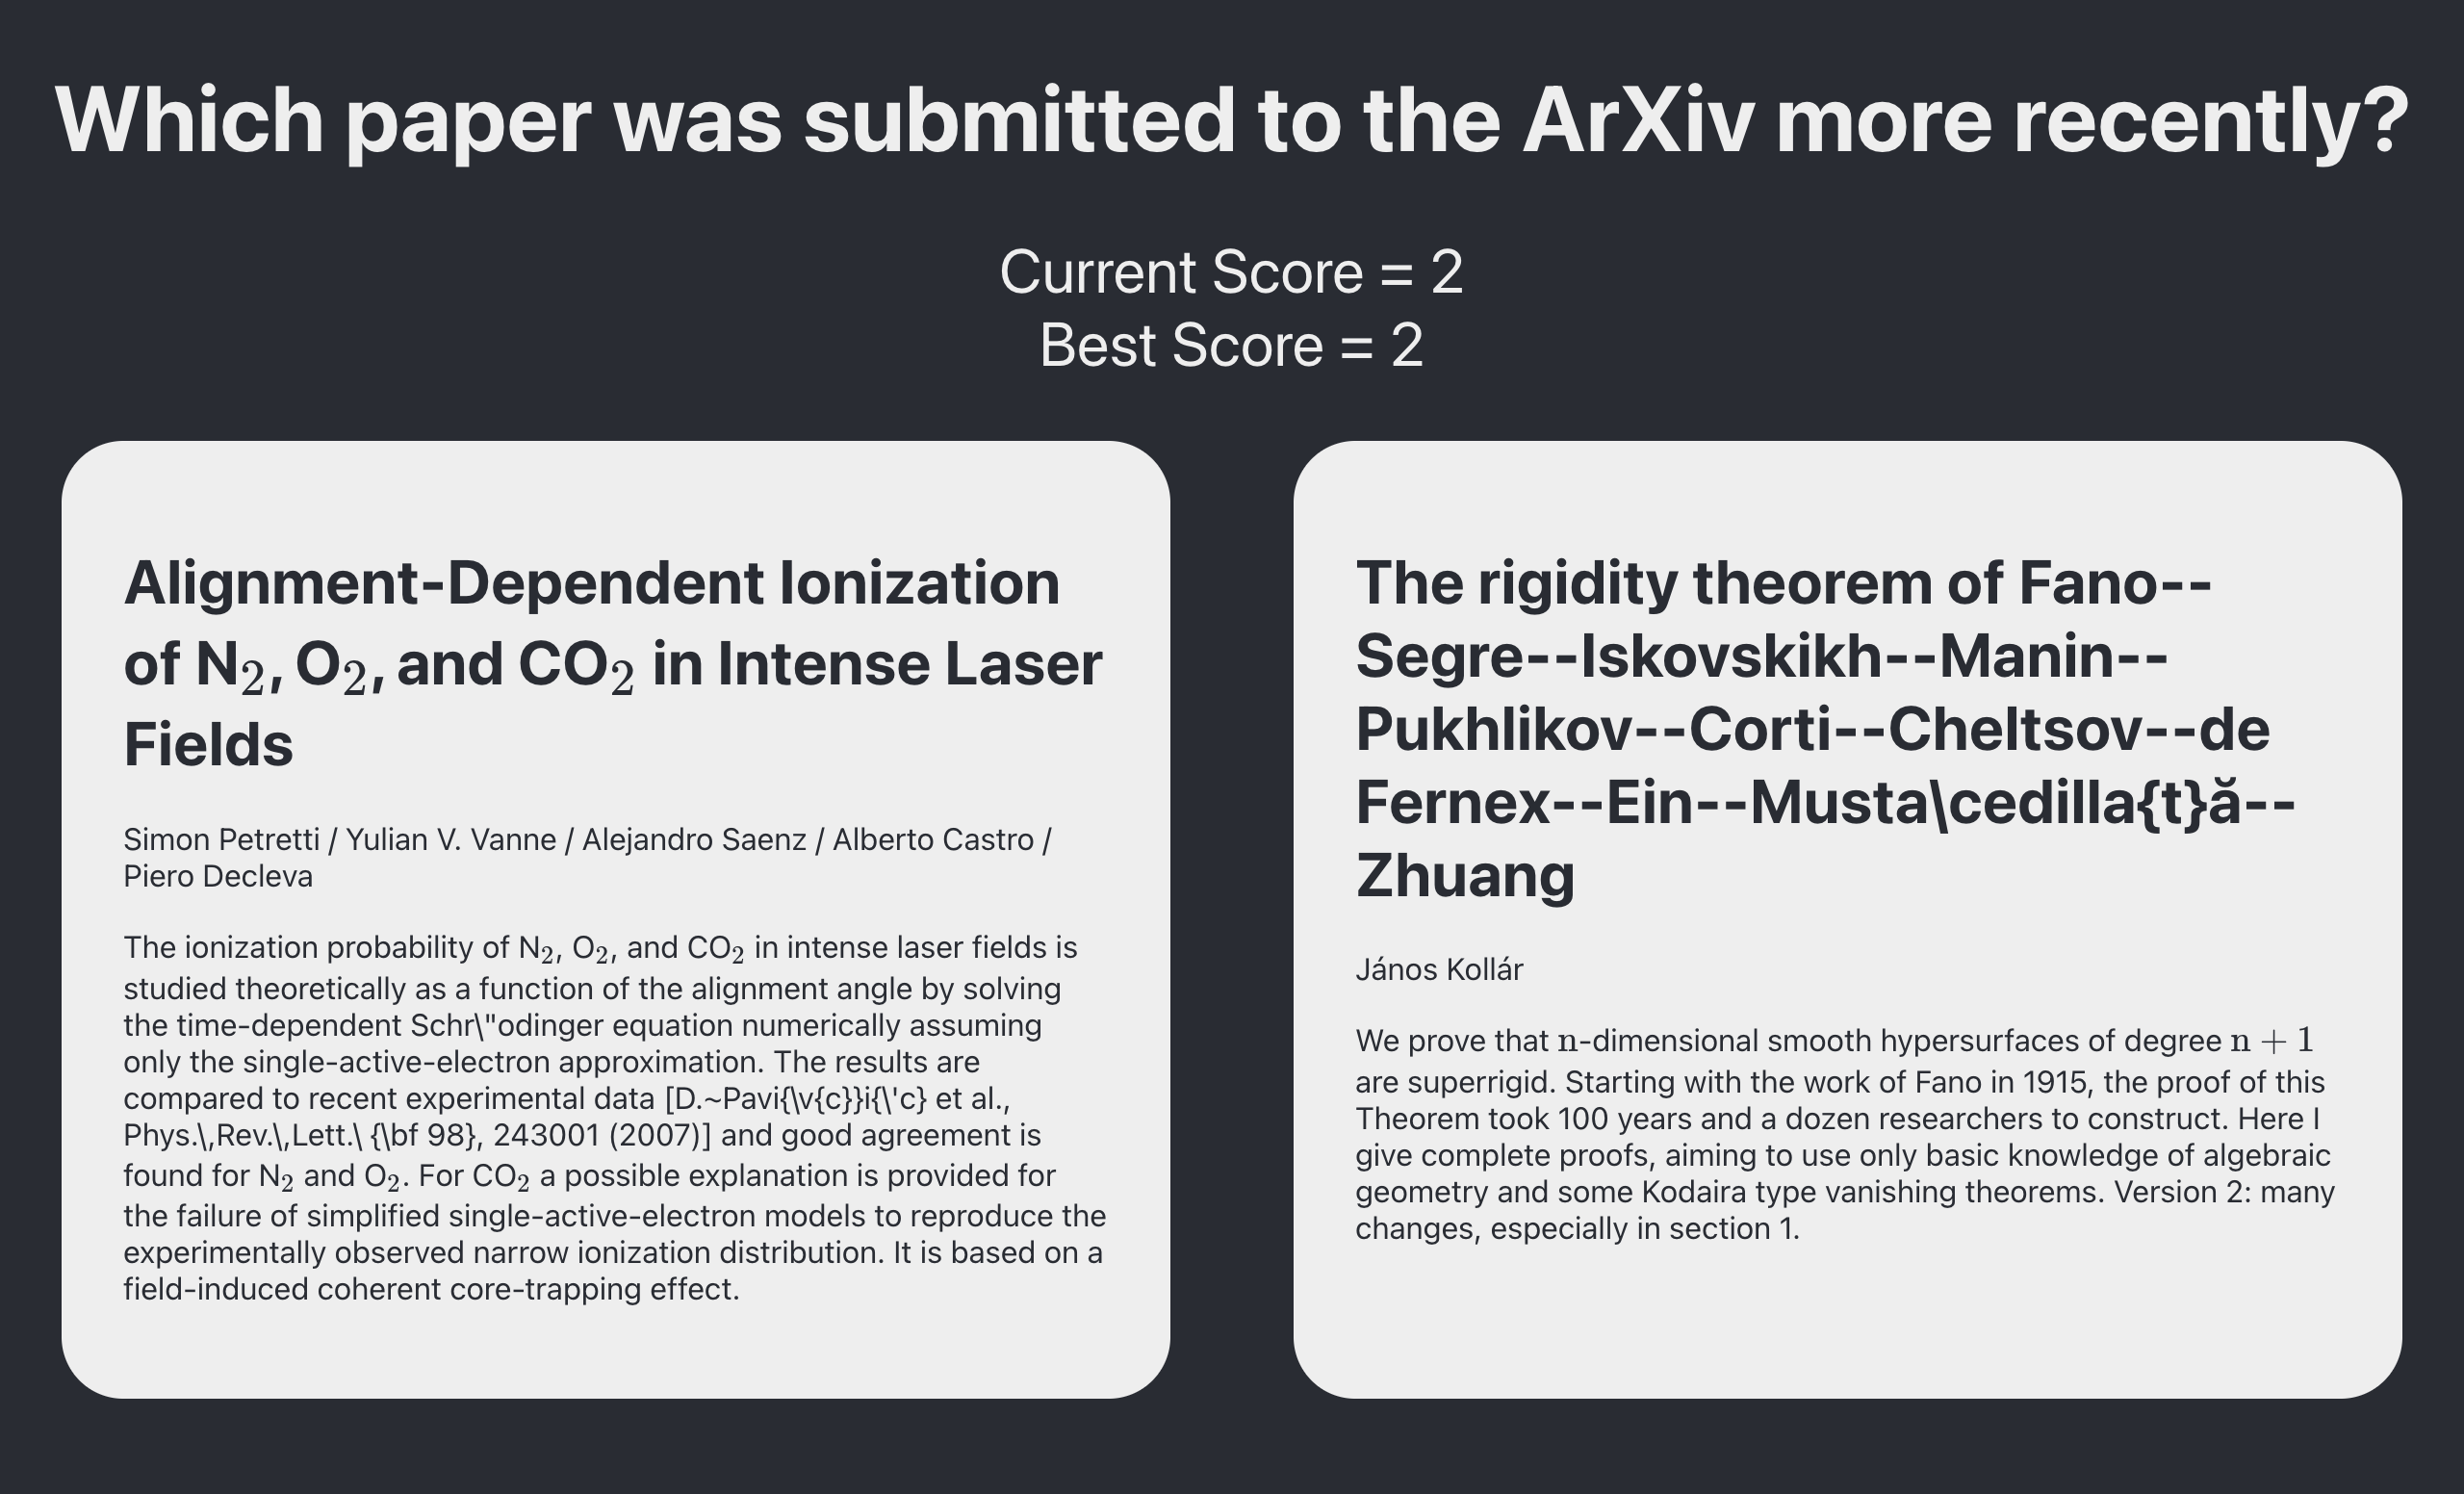 Which paper was submitted to the ArXiv more recently?
Current Score = 2
Best Score = 2
Alignment-Dependent Ionization
of N₂, O₂, and CO₂ in Intense Laser
Fields
Simon Petretti / Yulian V. Vanne / Alejandro Saenz / Alberto Castro /
Piero Decleva
The ionization probability of N₂, O₂, and CO₂ in intense laser fields is
studied theoretically as a function of the alignment angle by solving
the time-dependent Schr\"odinger equation numerically assuming
only the single-active-electron approximation. The results are
compared to recent experimental data [D.~Pavi{\v{c}}i{\'c} et al.,
Phys.\,Rev.\,Lett.\ {\bf 98}, 243001 (2007)] and good agreement is
found for N₂ and O₂. For CO₂ a possible explanation is provided for
the failure of simplified single-active-electron models to reproduce the
experimentally observed narrow ionization distribution. It is based on a
field-induced coherent core-trapping effect.
The rigidity theorem of Fano--
Segre--Iskovskikh--Manin--
Pukhlikov--Corti--Cheltsov--de
Fernex--Ein--Musta\cedilla{t}ă--
Zhuang
János Kollár
We prove that n-dimensional smooth hypersurfaces of degree n + 1
are superrigid. Starting with the work of Fano in 1915, the proof of this
Theorem took 100 years and a dozen researchers to construct. Here I
give complete proofs, aiming to use only basic knowledge of algebraic
geometry and some Kodaira type vanishing theorems. Version 2: many
changes, especially in section 1.